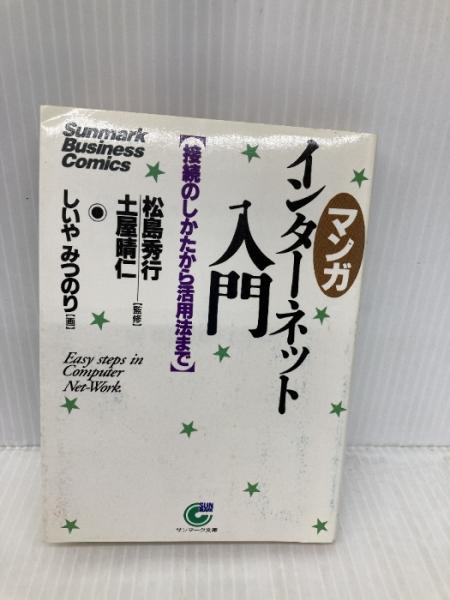 Sunmark
Business
Comics
マンガ
インターネット
入門
【接続のしかたから活用法まで】
松島秀行
土屋晴仁
[監修]
しいや みつのり[画]
Easy steps in
Computer
Net-Work.
SUN
MARK
サンマーク文庫